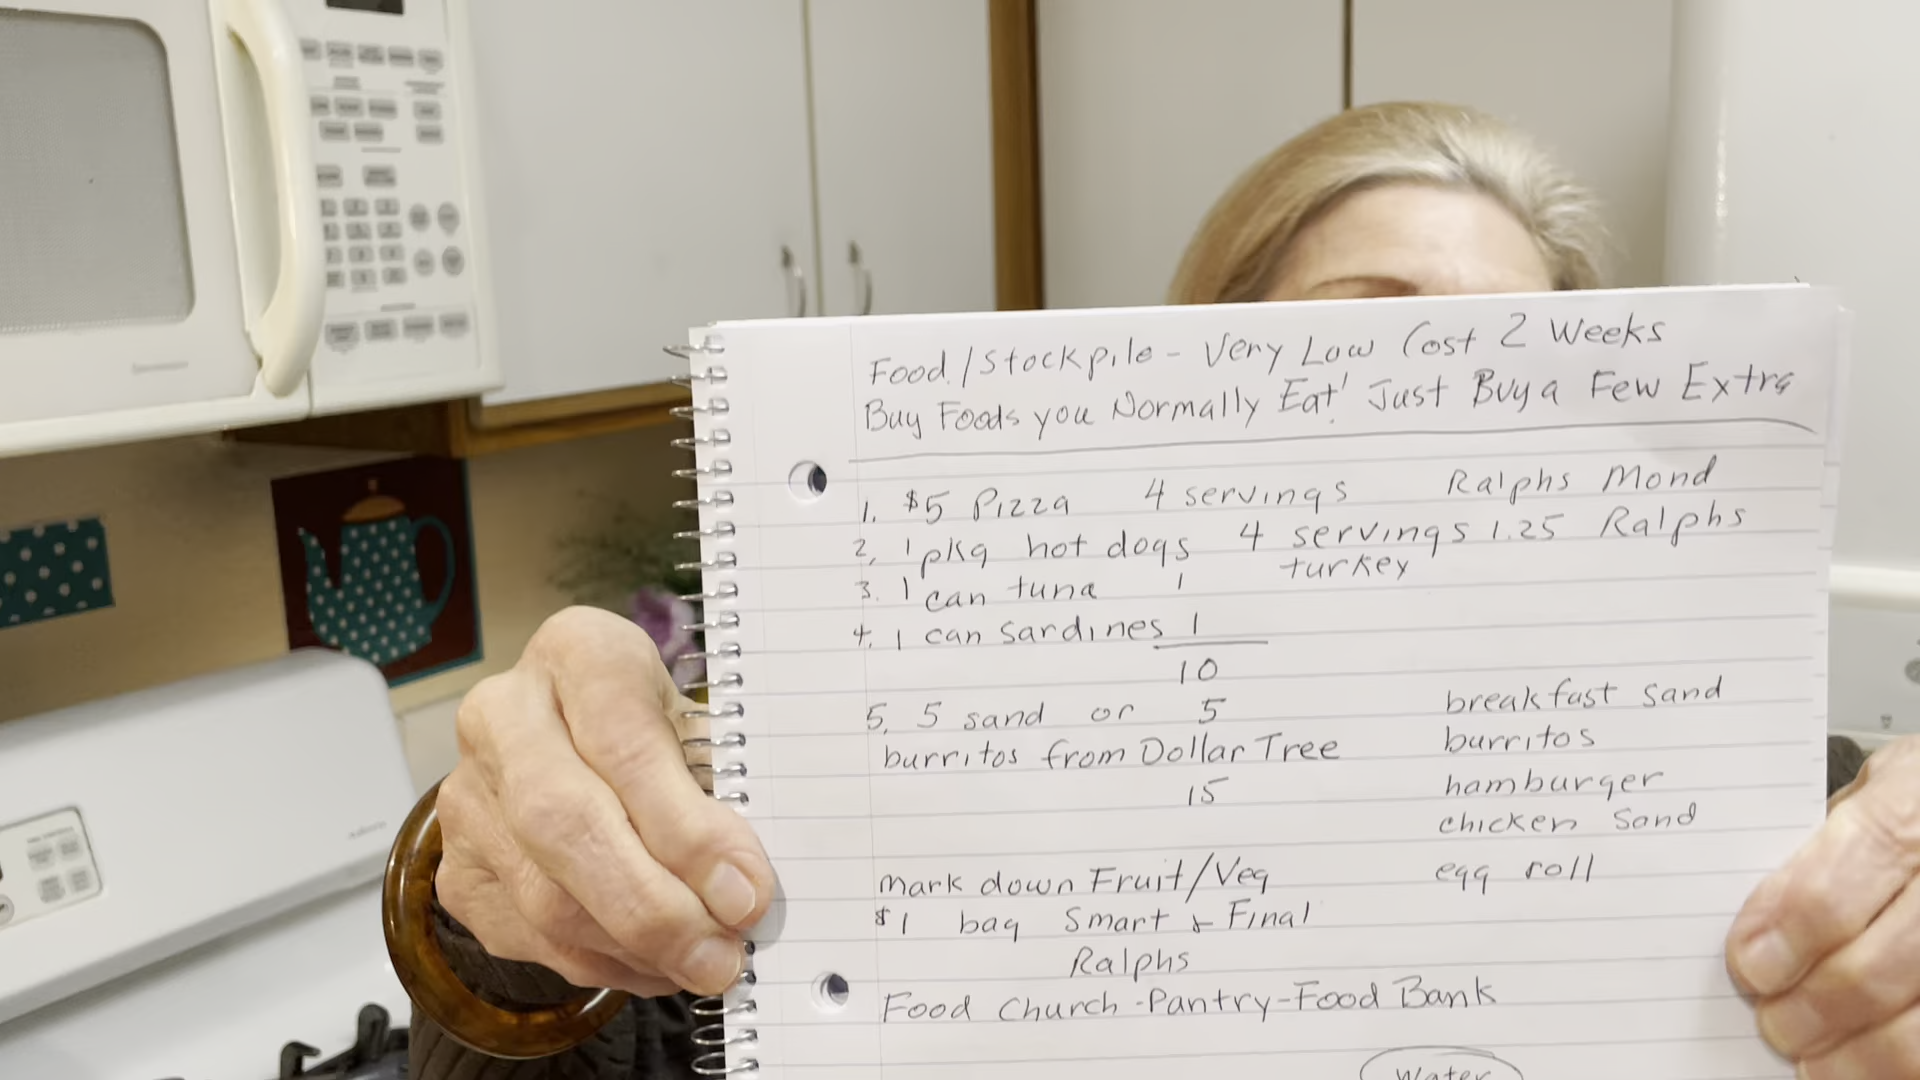 Food/Stockpile - Very Low Cost 2 Weeks
Buy Foods you Normally Eat! Just Buy a Few Extra
1. $5 Pizza 4 servings Ralphs Mond
2. 1 pkg hot dogs 4 servings 1.25 Ralphs
turkey
3. 1 can tuna 1
4. 1 can sardines 1
10
5. 5 sand or 5 breakfast sand
burritos from Dollar Tree burritos
15 hamburger
chicken sand
mark down Fruit/Veg egg roll
$1 bag Smart & Final
Ralphs
Food Church - Pantry - Food Bank
Water